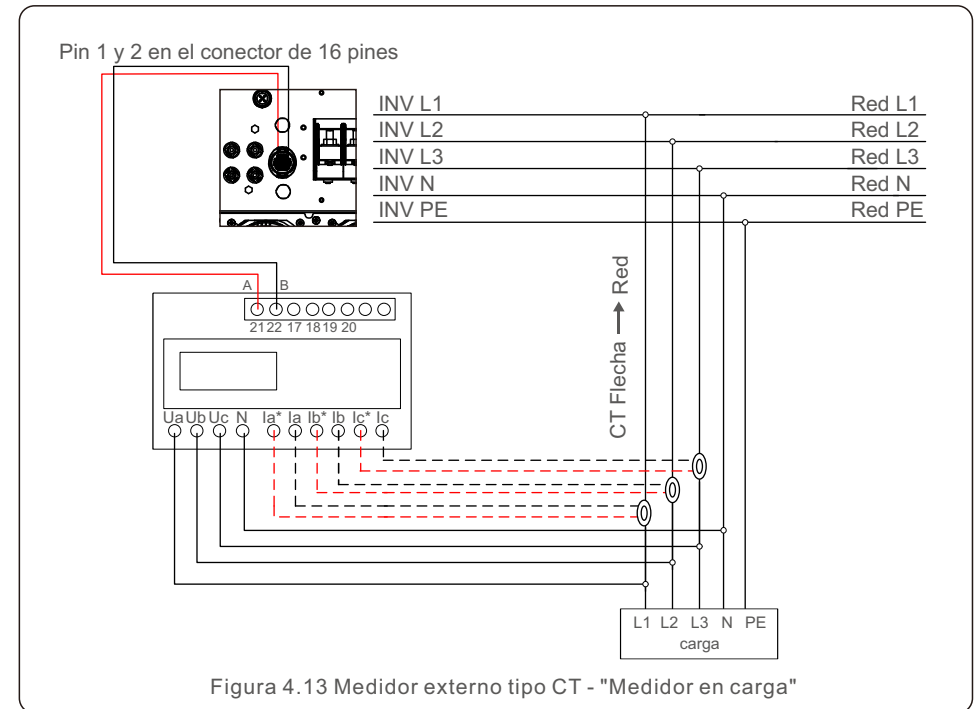 Pin 1 y 2 en el conector de 16 pines
INV L1 Red L1
INV L2 Red L2
INV L3 Red L3
INV N Red N
INV PE Red PE
CT Flecha → Red
A B
21 22 17 18 19 20
Ua Ub Uc N Ia* Ia Ib* Ib Ic* Ic
L1 L2 L3 N PE
carga
Figura 4.13 Medidor externo tipo CT - "Medidor en carga"